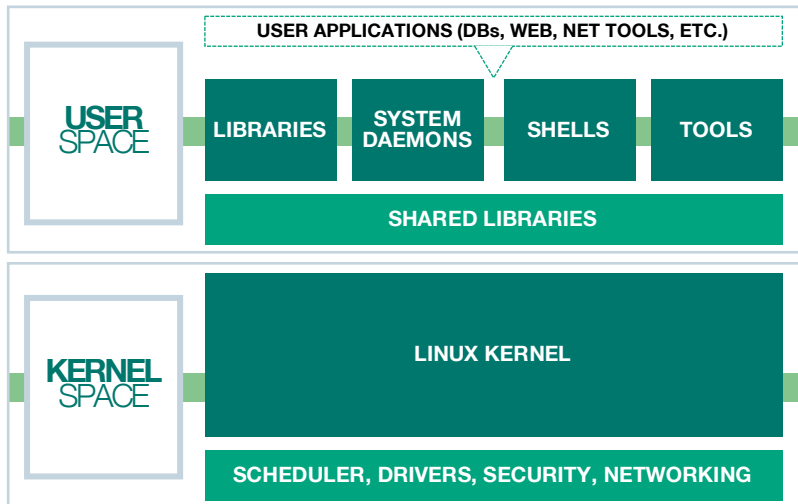 USER APPLICATIONS (DBs, WEB, NET TOOLS, ETC.)
USER
SPACE
LIBRARIES
SYSTEM
DAEMONS
SHELLS
TOOLS
SHARED LIBRARIES
KERNEL
SPACE
LINUX KERNEL
SCHEDULER, DRIVERS, SECURITY, NETWORKING